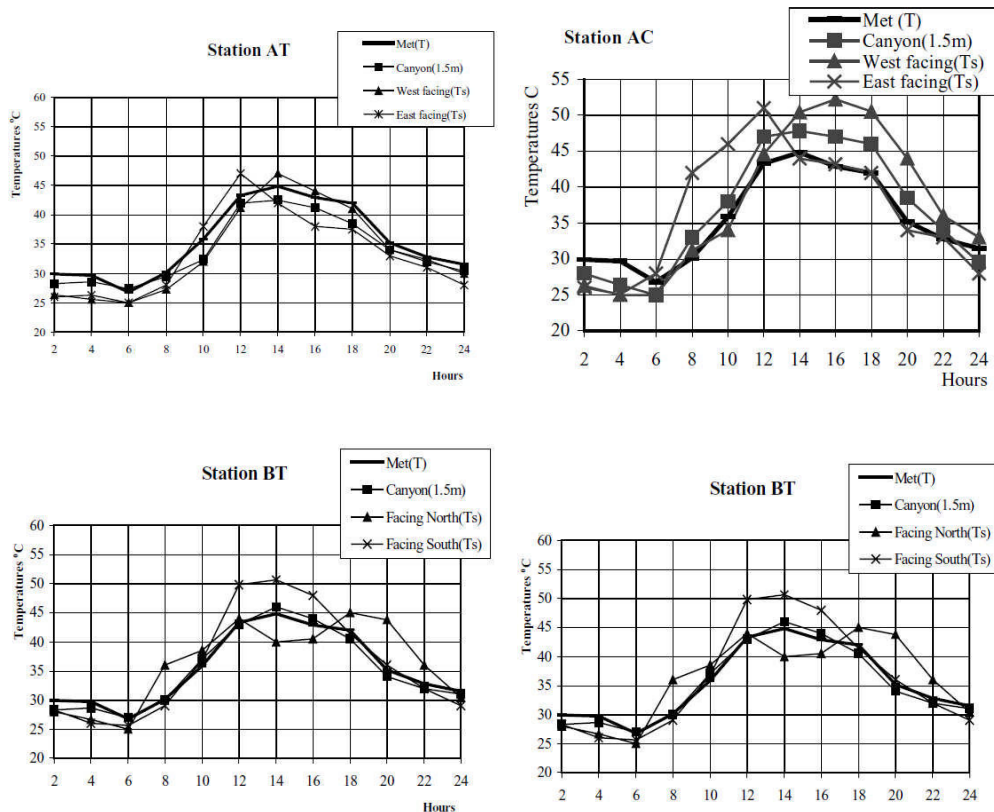 Station AT
Met(T)
Canyon(1.5m)
West facing(Ts)
East facing(Ts)
Temperatures ºC
60
55
50
45
40
35
30
25
20
2 4 6 8 10 12 14 16 18 20 22 24
Hours
Station AC
Met (T)
Canyon(1.5m)
West facing(Ts)
East facing(Ts)
Temperatures C
55
50
45
40
35
30
25
20
2 4 6 8 10 12 14 16 18 20 22 24
Hours
Station BT
Met(T)
Canyon(1.5m)
Facing North(Ts)
Facing South(Ts)
Temperatures ºC
60
55
50
45
40
35
30
25
20
2 4 6 8 10 12 14 16 18 20 22 24
Hours
Station BT
Met(T)
Canyon(1.5m)
Facing North(Ts)
Facing South(Ts)
Temperatures ºC
60
55
50
45
40
35
30
25
20
2 4 6 8 10 12 14 16 18 20 22 24